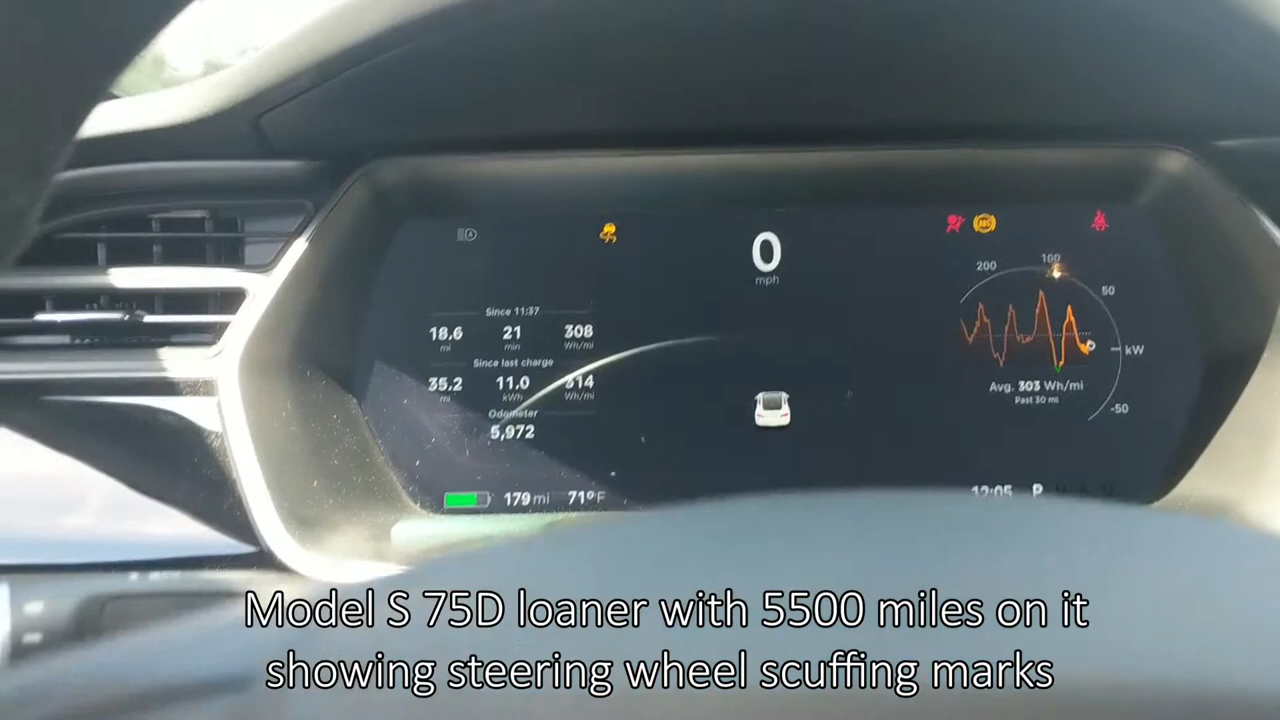 0
mph
ABS
Since 11:37
18.6 21 308
mi min Wh/mi
Since last charge
35.2 11.0 314
mi kWh Wh/mi
Odometer
5,972
179 mi 71°F
200 100 50
kW
-50
Avg. 303 Wh/mi
Past 30 mi
12:05 P
Model S 75D loaner with 5500 miles on it
showing steering wheel scuffing marks